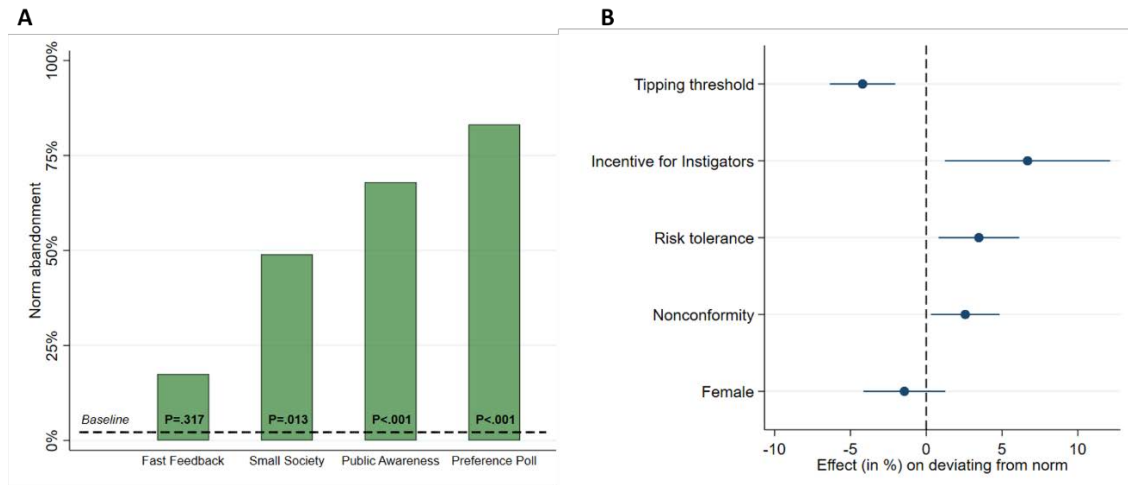 A
Norm abandonment
100%
75%
50%
25%
0%
Baseline
P=.317
P=.013
P<.001
P<.001
Fast Feedback
Small Society
Public Awareness
Preference Poll
B
Tipping threshold
Incentive for Instigators
Risk tolerance
Nonconformity
Female
-10
-5
0
5
10
Effect (in %) on deviating from norm